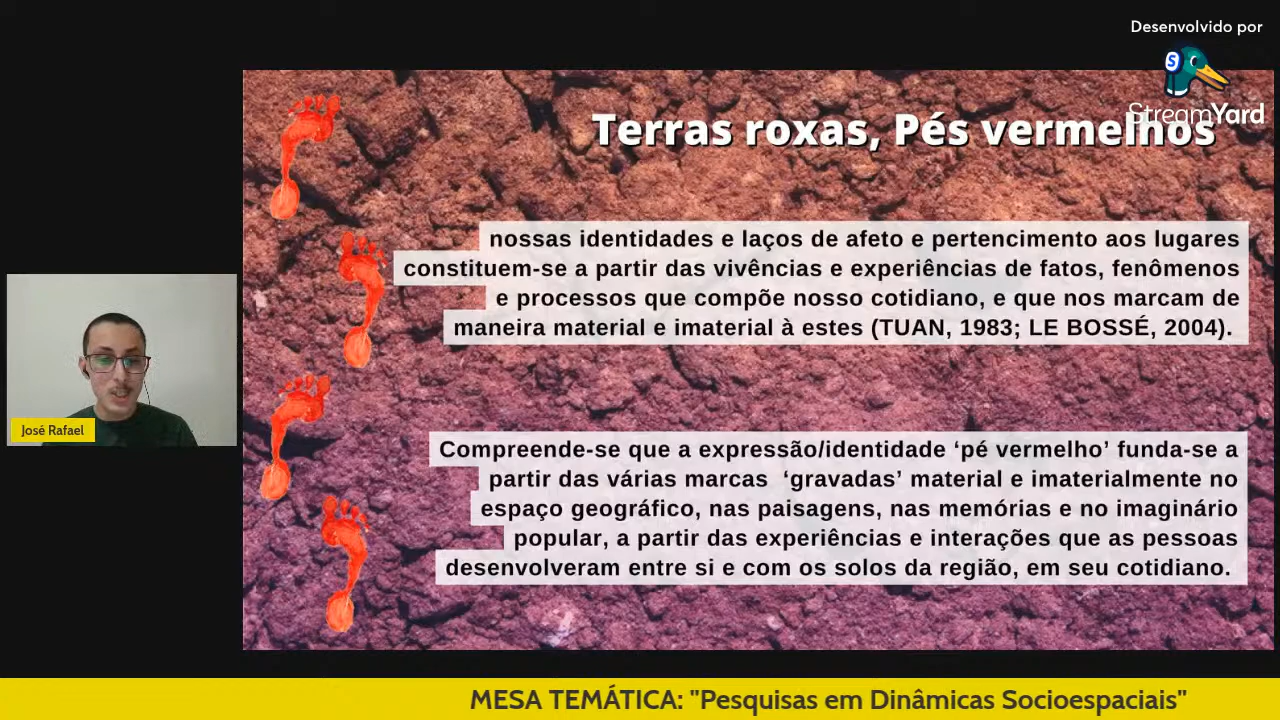 Desenvolvido por
S
StreamYard
Terras roxas, Pés vermelhos
nossas identidades e laços de afeto e pertencimento aos lugares
constituem-se a partir das vivências e experiências de fatos, fenômenos
e processos que compõe nosso cotidiano, e que nos marcam de
maneira material e imaterial à estes (TUAN, 1983; LE BOSSÉ, 2004).
José Rafael
Compreende-se que a expressão/identidade ‘pé vermelho’ funda-se a
partir das várias marcas ‘gravadas’ material e imaterialmente no
espaço geográfico, nas paisagens, nas memórias e no imaginário
popular, a partir das experiências e interações que as pessoas
desenvolveram entre si e com os solos da região, em seu cotidiano.
MESA TEMÁTICA: "Pesquisas em Dinâmicas Socioespaciais"